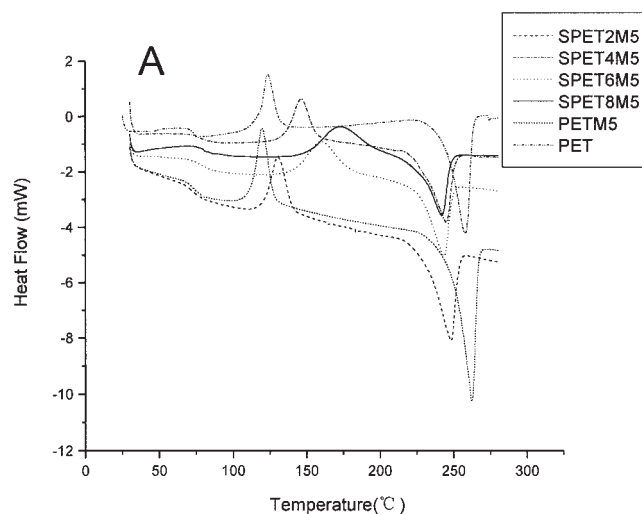 A
SPET2M5
SPET4M5
SPET6M5
SPET8M5
PETM5
PET
2
0
-2
-4
-6
-8
-10
-12
Heat Flow (mW)
0
50
100
150
200
250
300
Temperature(℃)